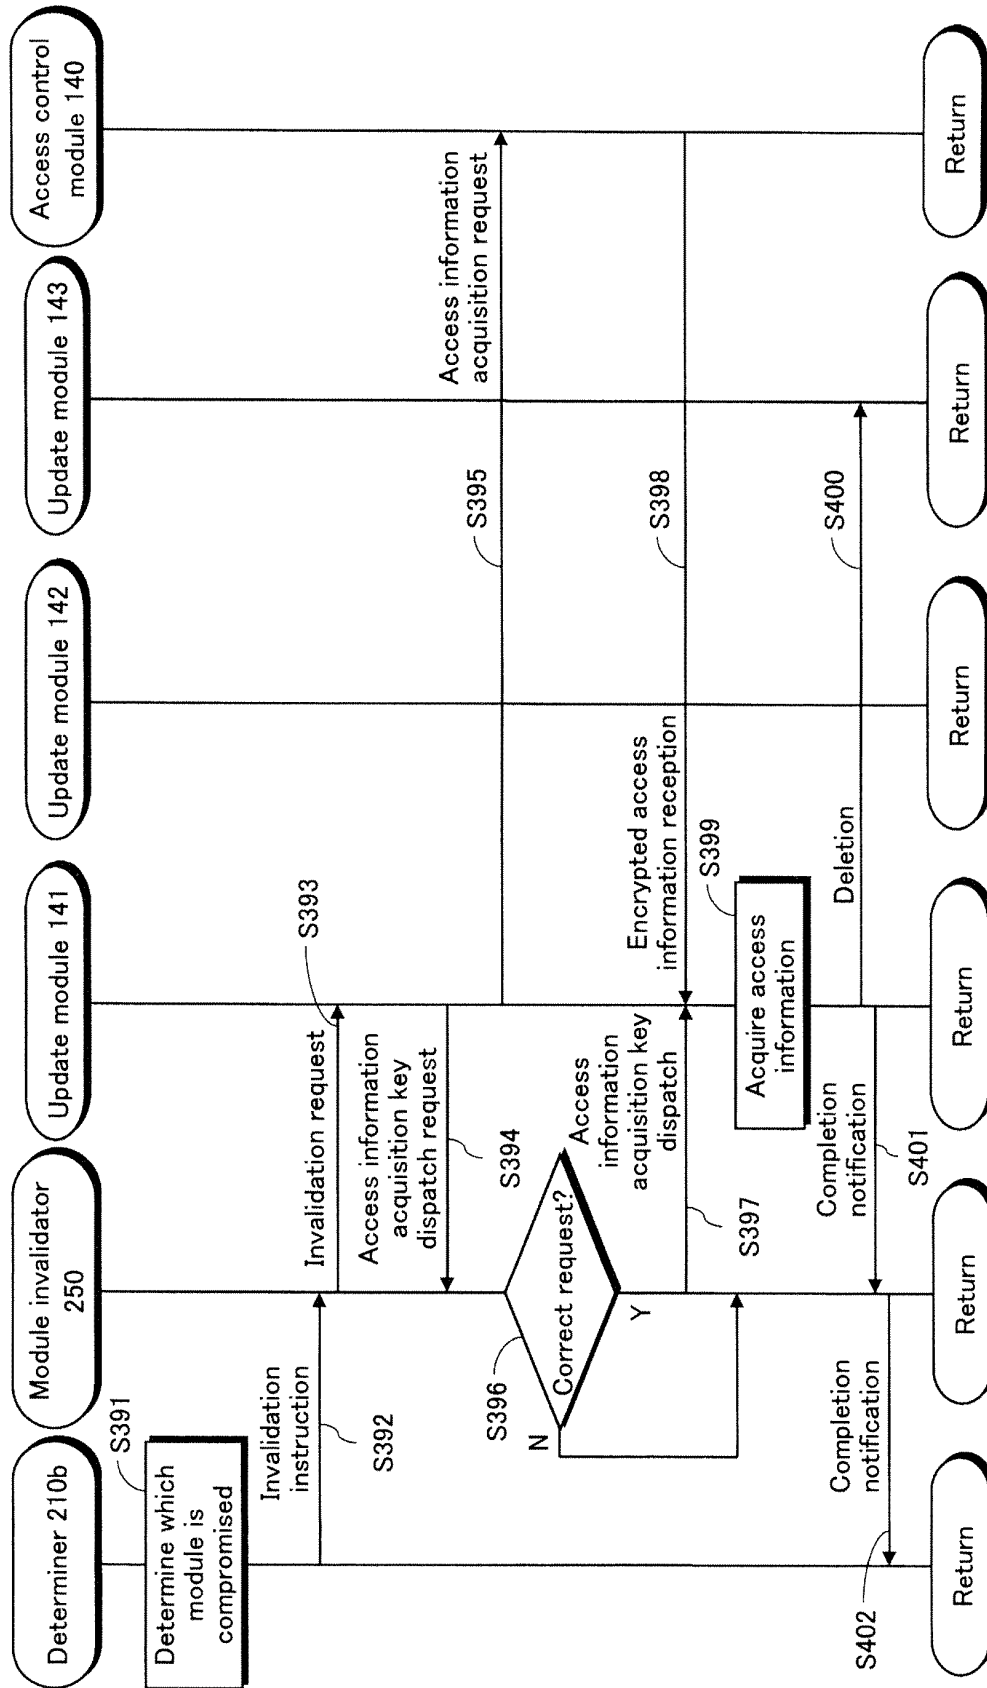 Determiner 210b
Module invalidator
250
Update module 141
Update module 142
Update module 143
Access control
module 140
S391
Determine which
module is
compromised
Invalidation
instruction
S392
Invalidation request
S393
Access information
acquisition key
dispatch request
S394
S395
Access information
acquisition request
S396
Correct request?
N
Y
Access
information
acquisition key
dispatch
S397
Encrypted access
information reception
S398
S399
Acquire access
information
Deletion
S400
Completion
notification
S401
Completion
notification
S402
Return
Return
Return
Return
Return
Return